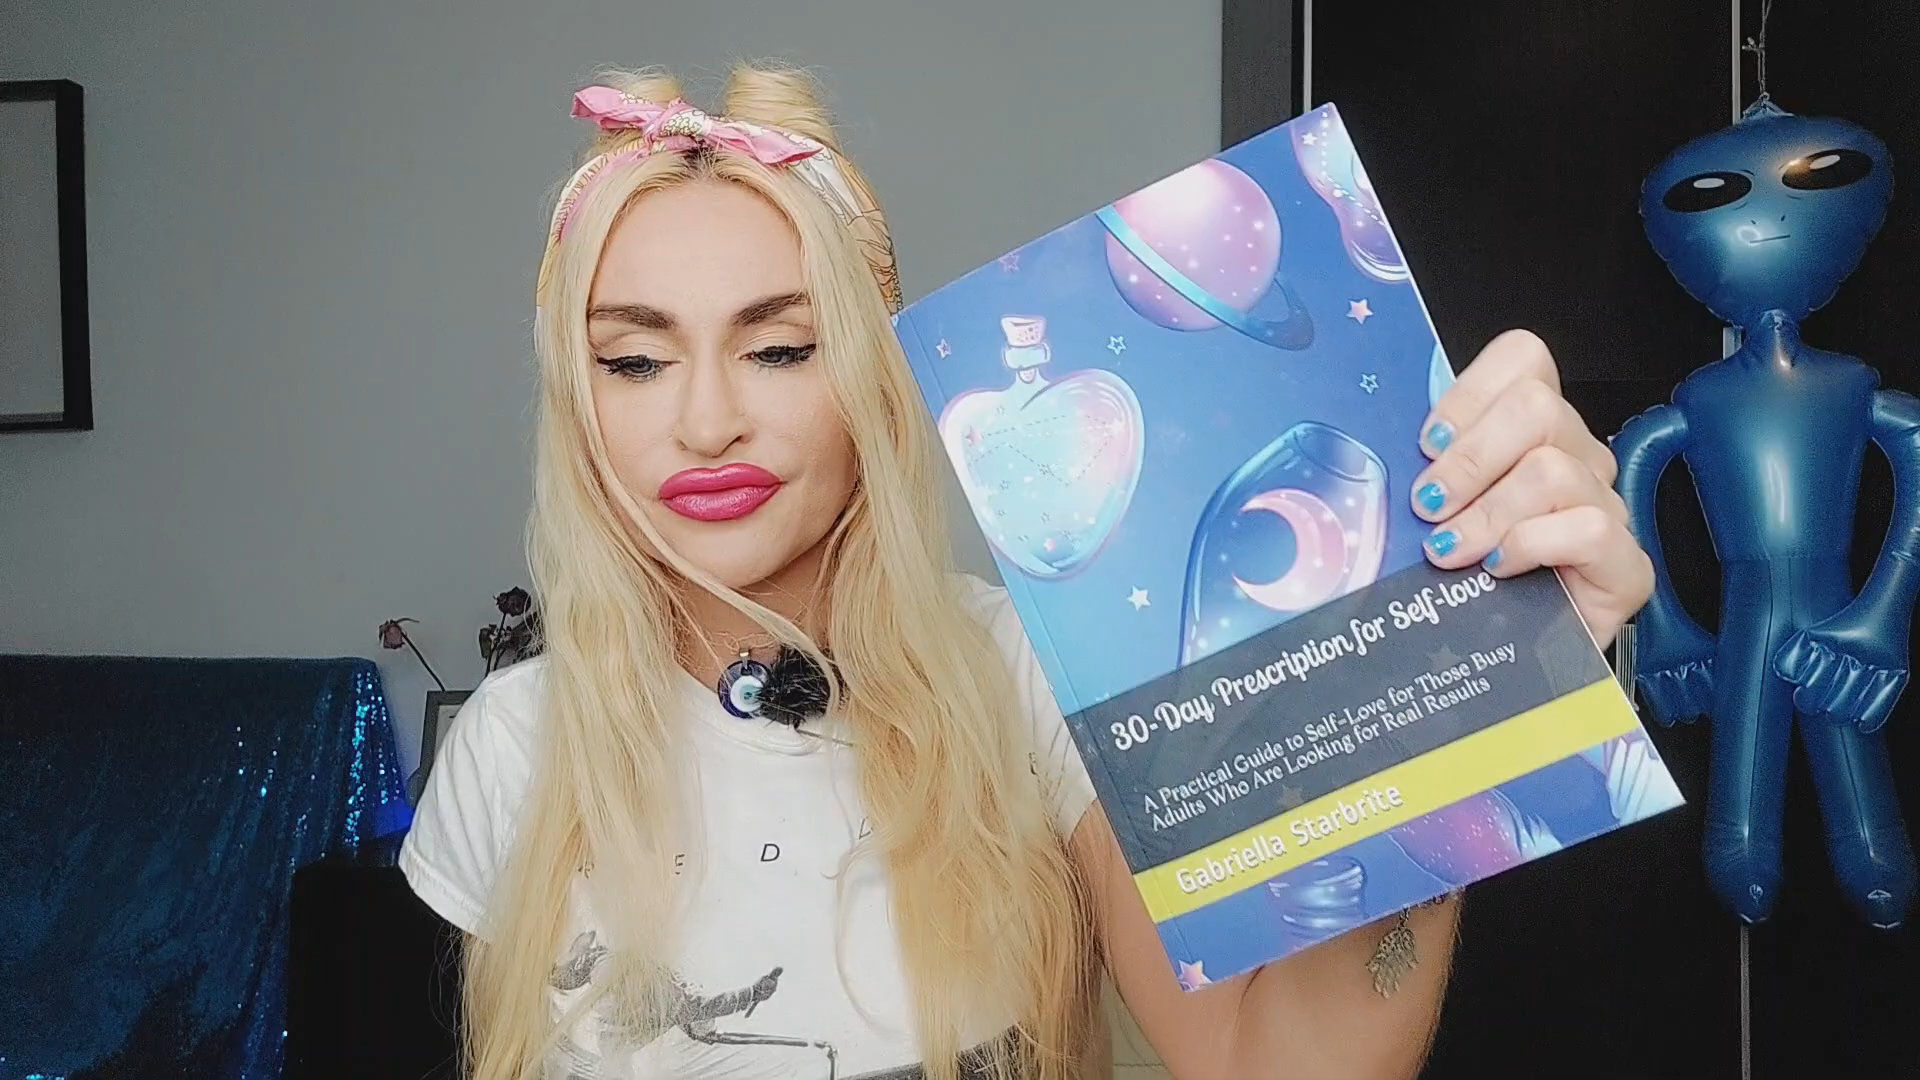 30-Day Prescription for Self-love
A Practical Guide to Self-Love for Those Busy
Adults Who Are Looking for Real Results
Gabriella Starbrite
E D